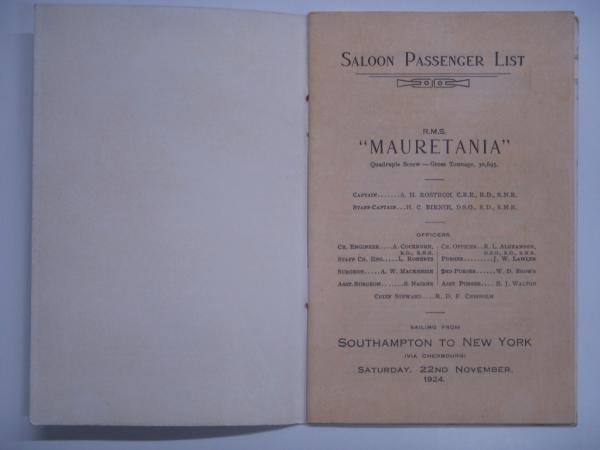 SALOON PASSENGER LIST
R.M.S.
"MAURETANIA"
Quadruple Screw—Gross Tonnage, 30,695.
CAPTAIN.......A. H. ROSTRON, C.B.E., R.D., R.N.R.
STAFF-CAPTAIN...H. C. BIRNIE, D.S.O., R.D., R.N.R.
OFFICERS.
CH. ENGINEER....A. COCKBURN, R.D., R.N.R.
STAFF CH. ENG.....L. ROBERTS
SURGEON.....A. W. MACKENZIE
ASST. SURGEON.......S. NAIRNE
CH. OFFICER...R. L. ALEXANDER, D.S.O., R.D., R.N.R.
PURSER.........J. W. LAWLER
2ND PURSER......W. D. BROWN
ASST. PURSER....H. J. WALTON
CHIEF STEWARD....R. D. F. CHISHOLM
SAILING FROM
SOUTHAMPTON TO NEW YORK
(VIA CHERBOURG)
SATURDAY, 22ND NOVEMBER,
1924.